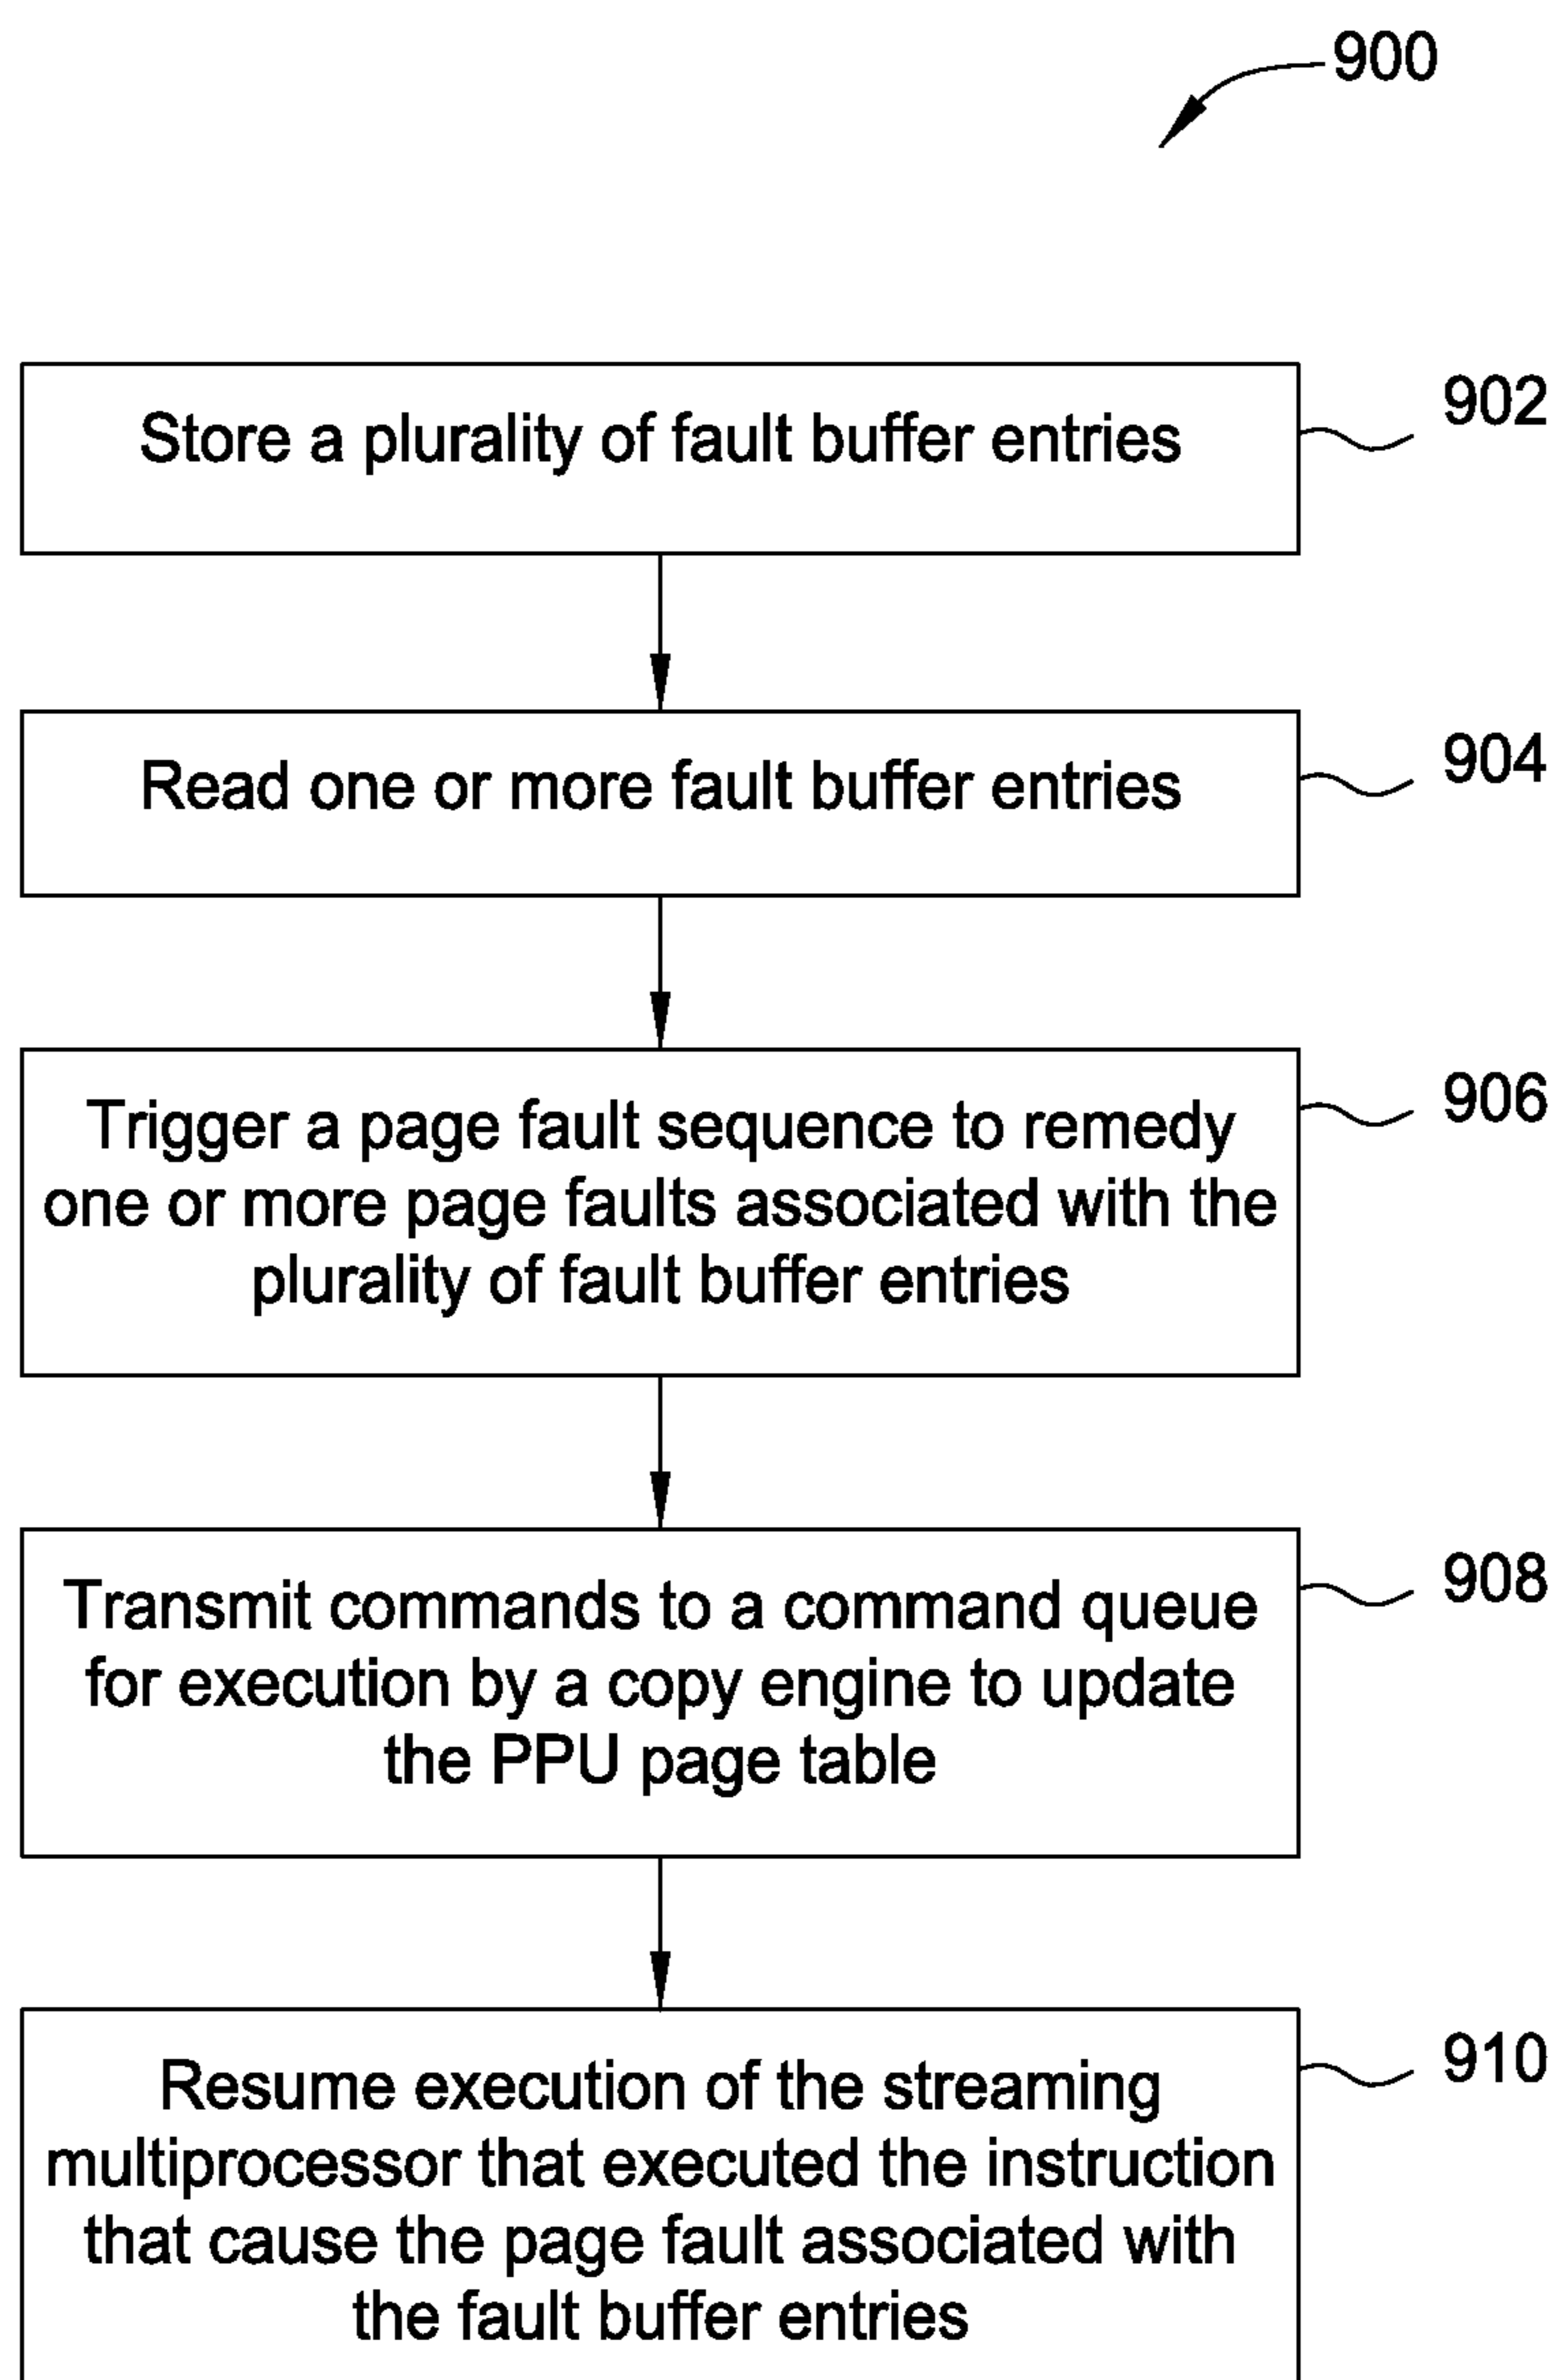 900
Store a plurality of fault buffer entries
902
Read one or more fault buffer entries
904
Trigger a page fault sequence to remedy
one or more page faults associated with the
plurality of fault buffer entries
906
Transmit commands to a command queue
for execution by a copy engine to update
the PPU page table
908
Resume execution of the streaming
multiprocessor that executed the instruction
that cause the page fault associated with
the fault buffer entries
910